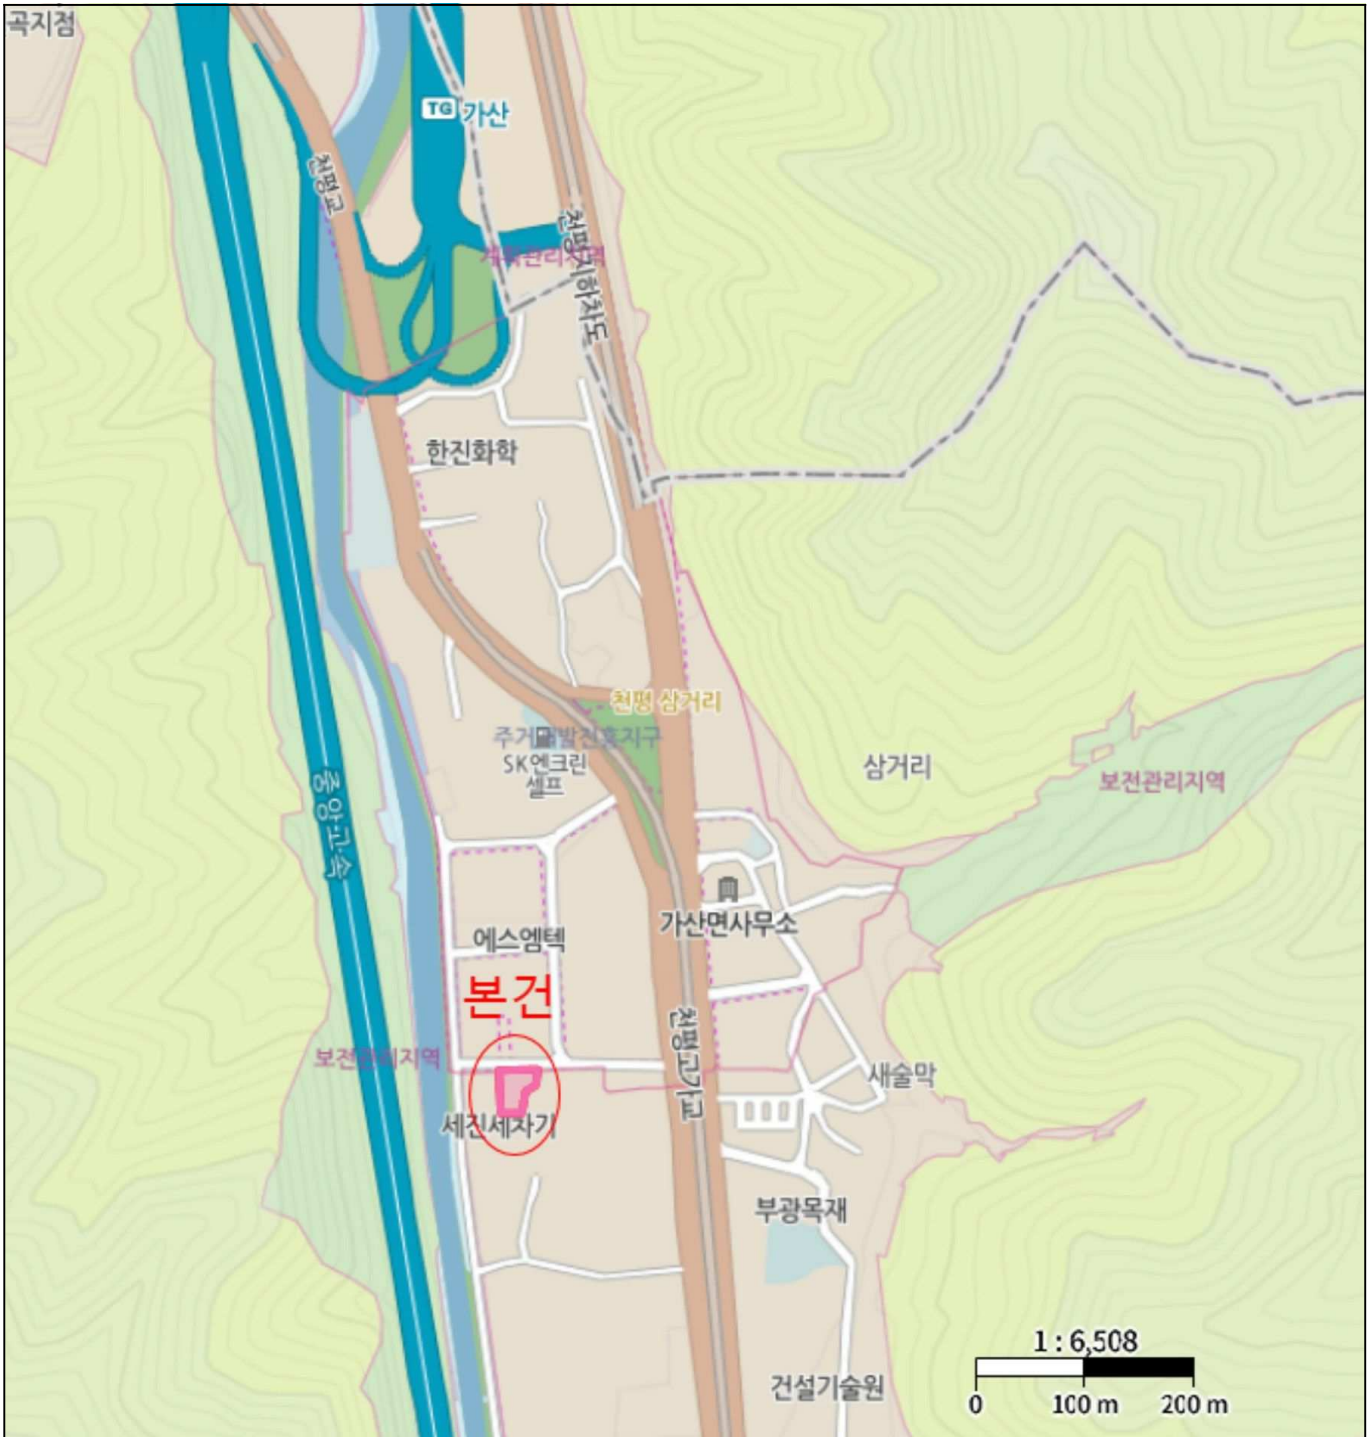 곡지점
TG 가산
천평교
천평지하차도
계획관리지역
한진화학
천평 삼거리
주거개발진흥지구
SK엔크린
셀프
삼거리
보전관리지역
중앙고속
가산면사무소
에스엠텍
본건
천평고가교
보전관리지역
새술막
세진세차기
부광목재
1 : 6,508
건설기술원
0 100 m 200 m